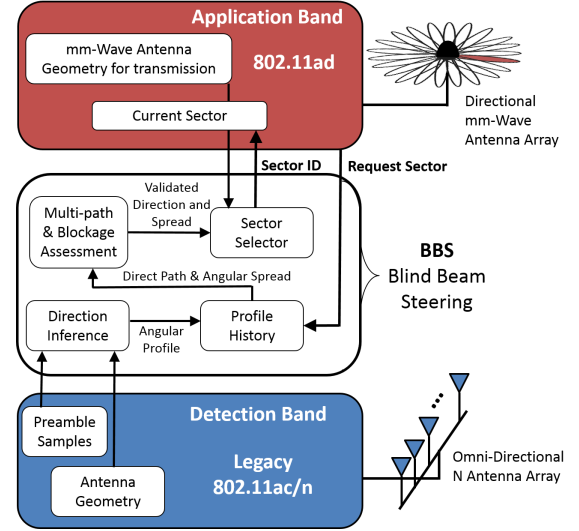 Application Band
mm-Wave Antenna
Geometry for transmission
802.11ad
Current Sector
Directional
mm-Wave
Antenna Array
Sector ID
Request Sector
Validated
Direction and
Spread
Multi-path
& Blockage
Assessment
Sector
Selector
BBS
Blind Beam
Steering
Direct Path & Angular Spread
Direction
Inference
Angular
Profile
Profile
History
Detection Band
Preamble
Samples
Legacy
802.11ac/n
Antenna
Geometry
Omni-Directional
N Antenna Array